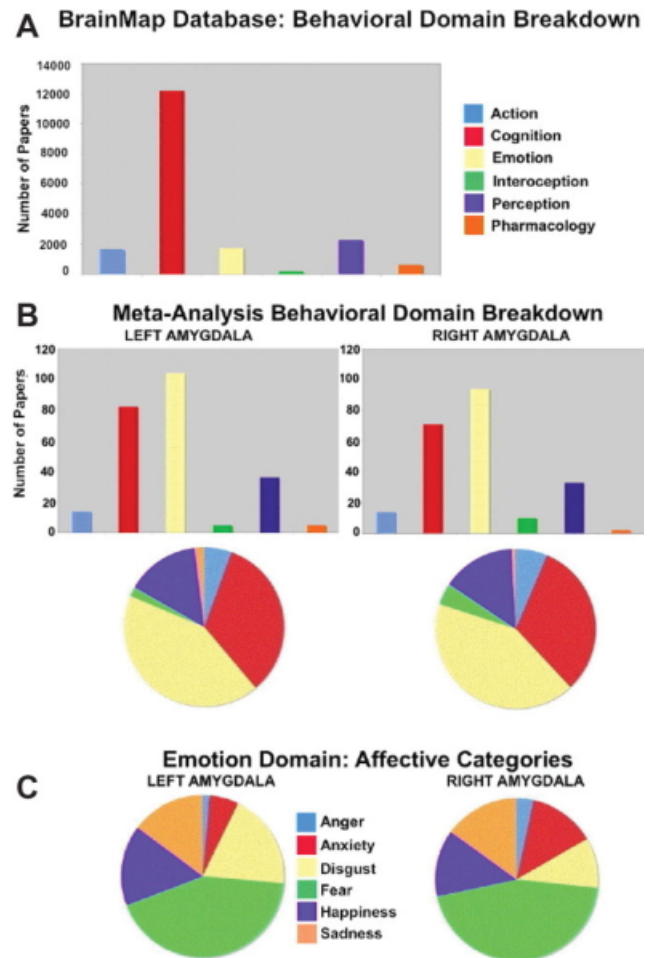 A BrainMap Database: Behavioral Domain Breakdown
Number of Papers
14000
12000
10000
8000
6000
4000
2000
0
Action
Cognition
Emotion
Interoception
Perception
Pharmacology
B Meta-Analysis Behavioral Domain Breakdown
LEFT AMYGDALA
Number of Papers
120
100
80
60
40
20
0
RIGHT AMYGDALA
120
100
80
60
40
20
0
C Emotion Domain: Affective Categories
LEFT AMYGDALA
RIGHT AMYGDALA
Anger
Anxiety
Disgust
Fear
Happiness
Sadness